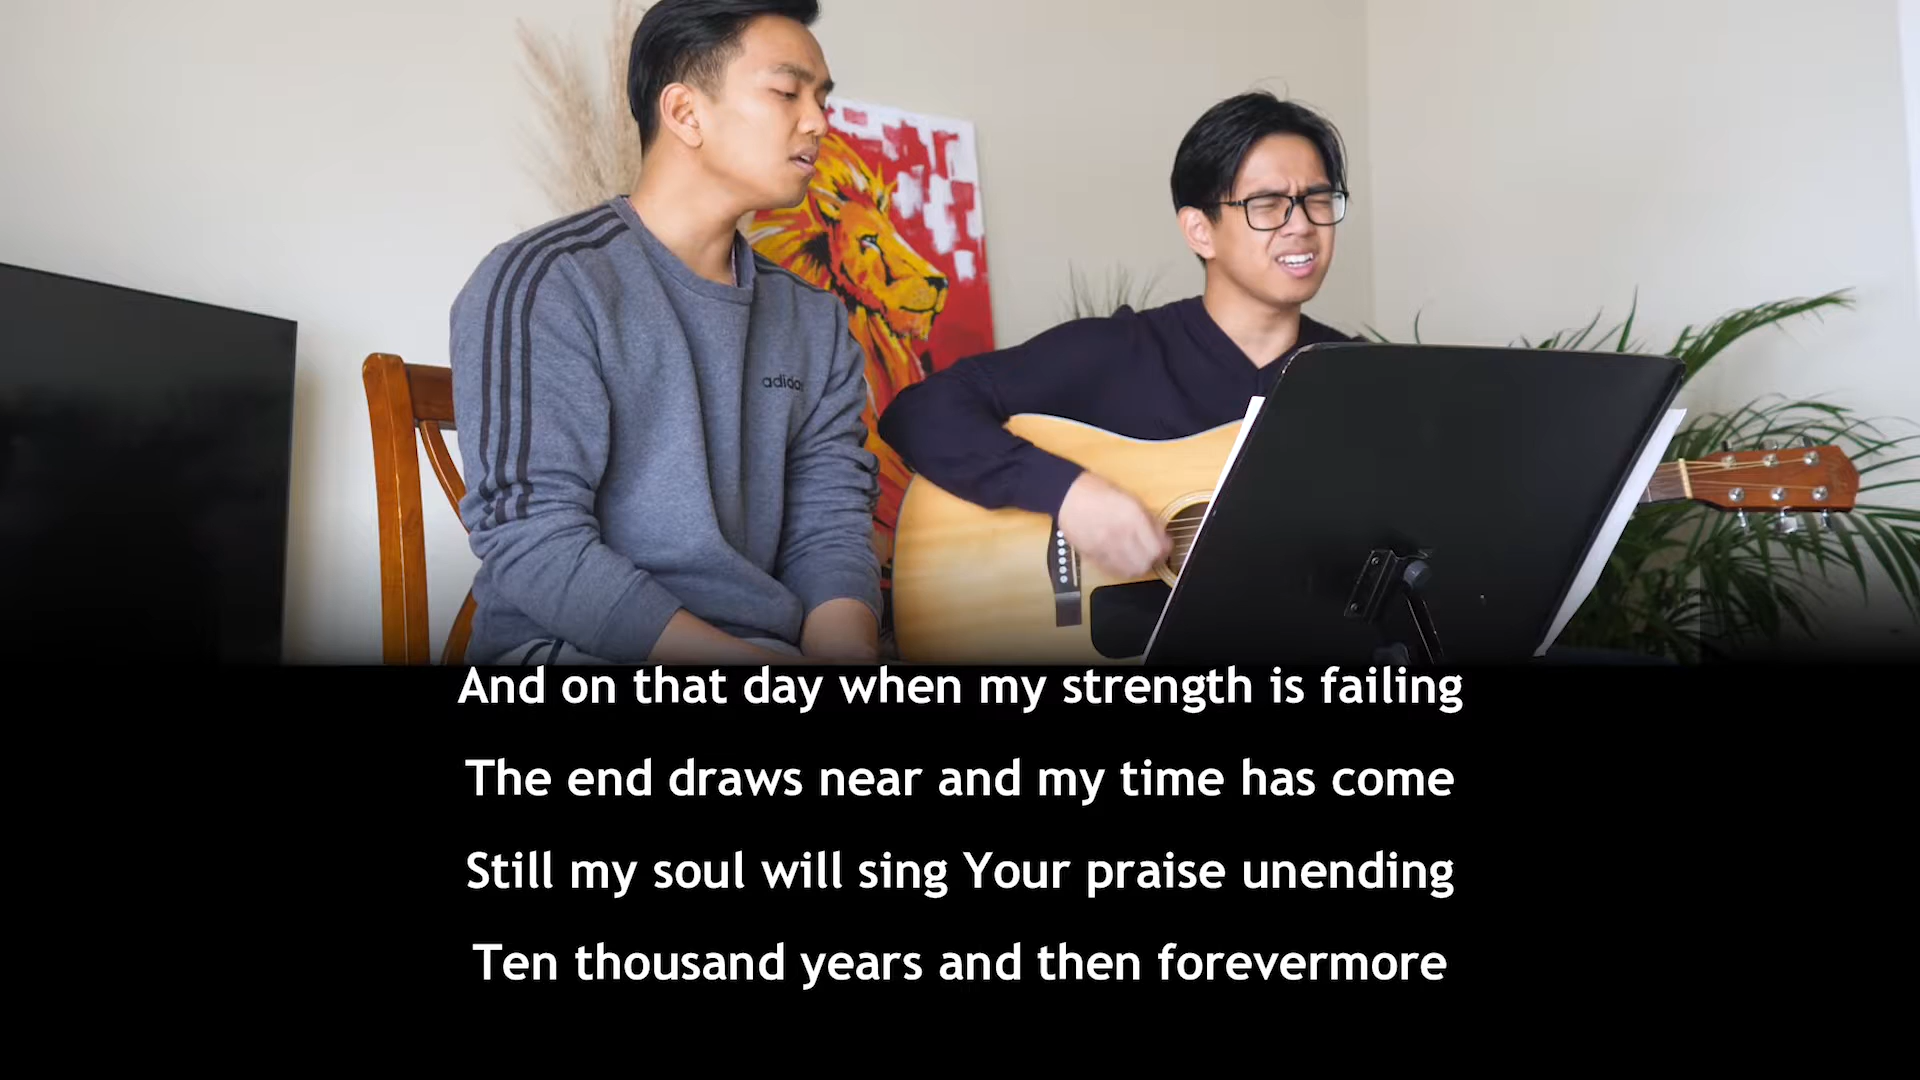 adidas
And on that day when my strength is failing
The end draws near and my time has come
Still my soul will sing Your praise unending
Ten thousand years and then forevermore